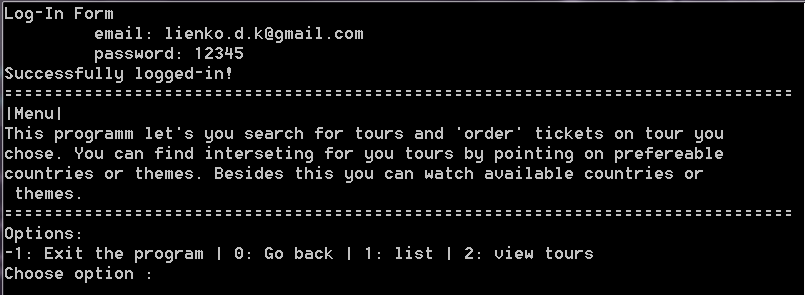 Log-In Form
email: lienko.d.k@gmail.com
password: 12345
Successfully logged-in!
------------------------------------------------------------------------------
|Menu|
This programm let's you search for tours and 'order' tickets on tour you
chose. You can find interseting for you tours by pointing on prefereable
countries or themes. Besides this you can watch available countries or
themes.
------------------------------------------------------------------------------
Options:
-1: Exit the program | 0: Go back | 1: list | 2: view tours
Choose option :